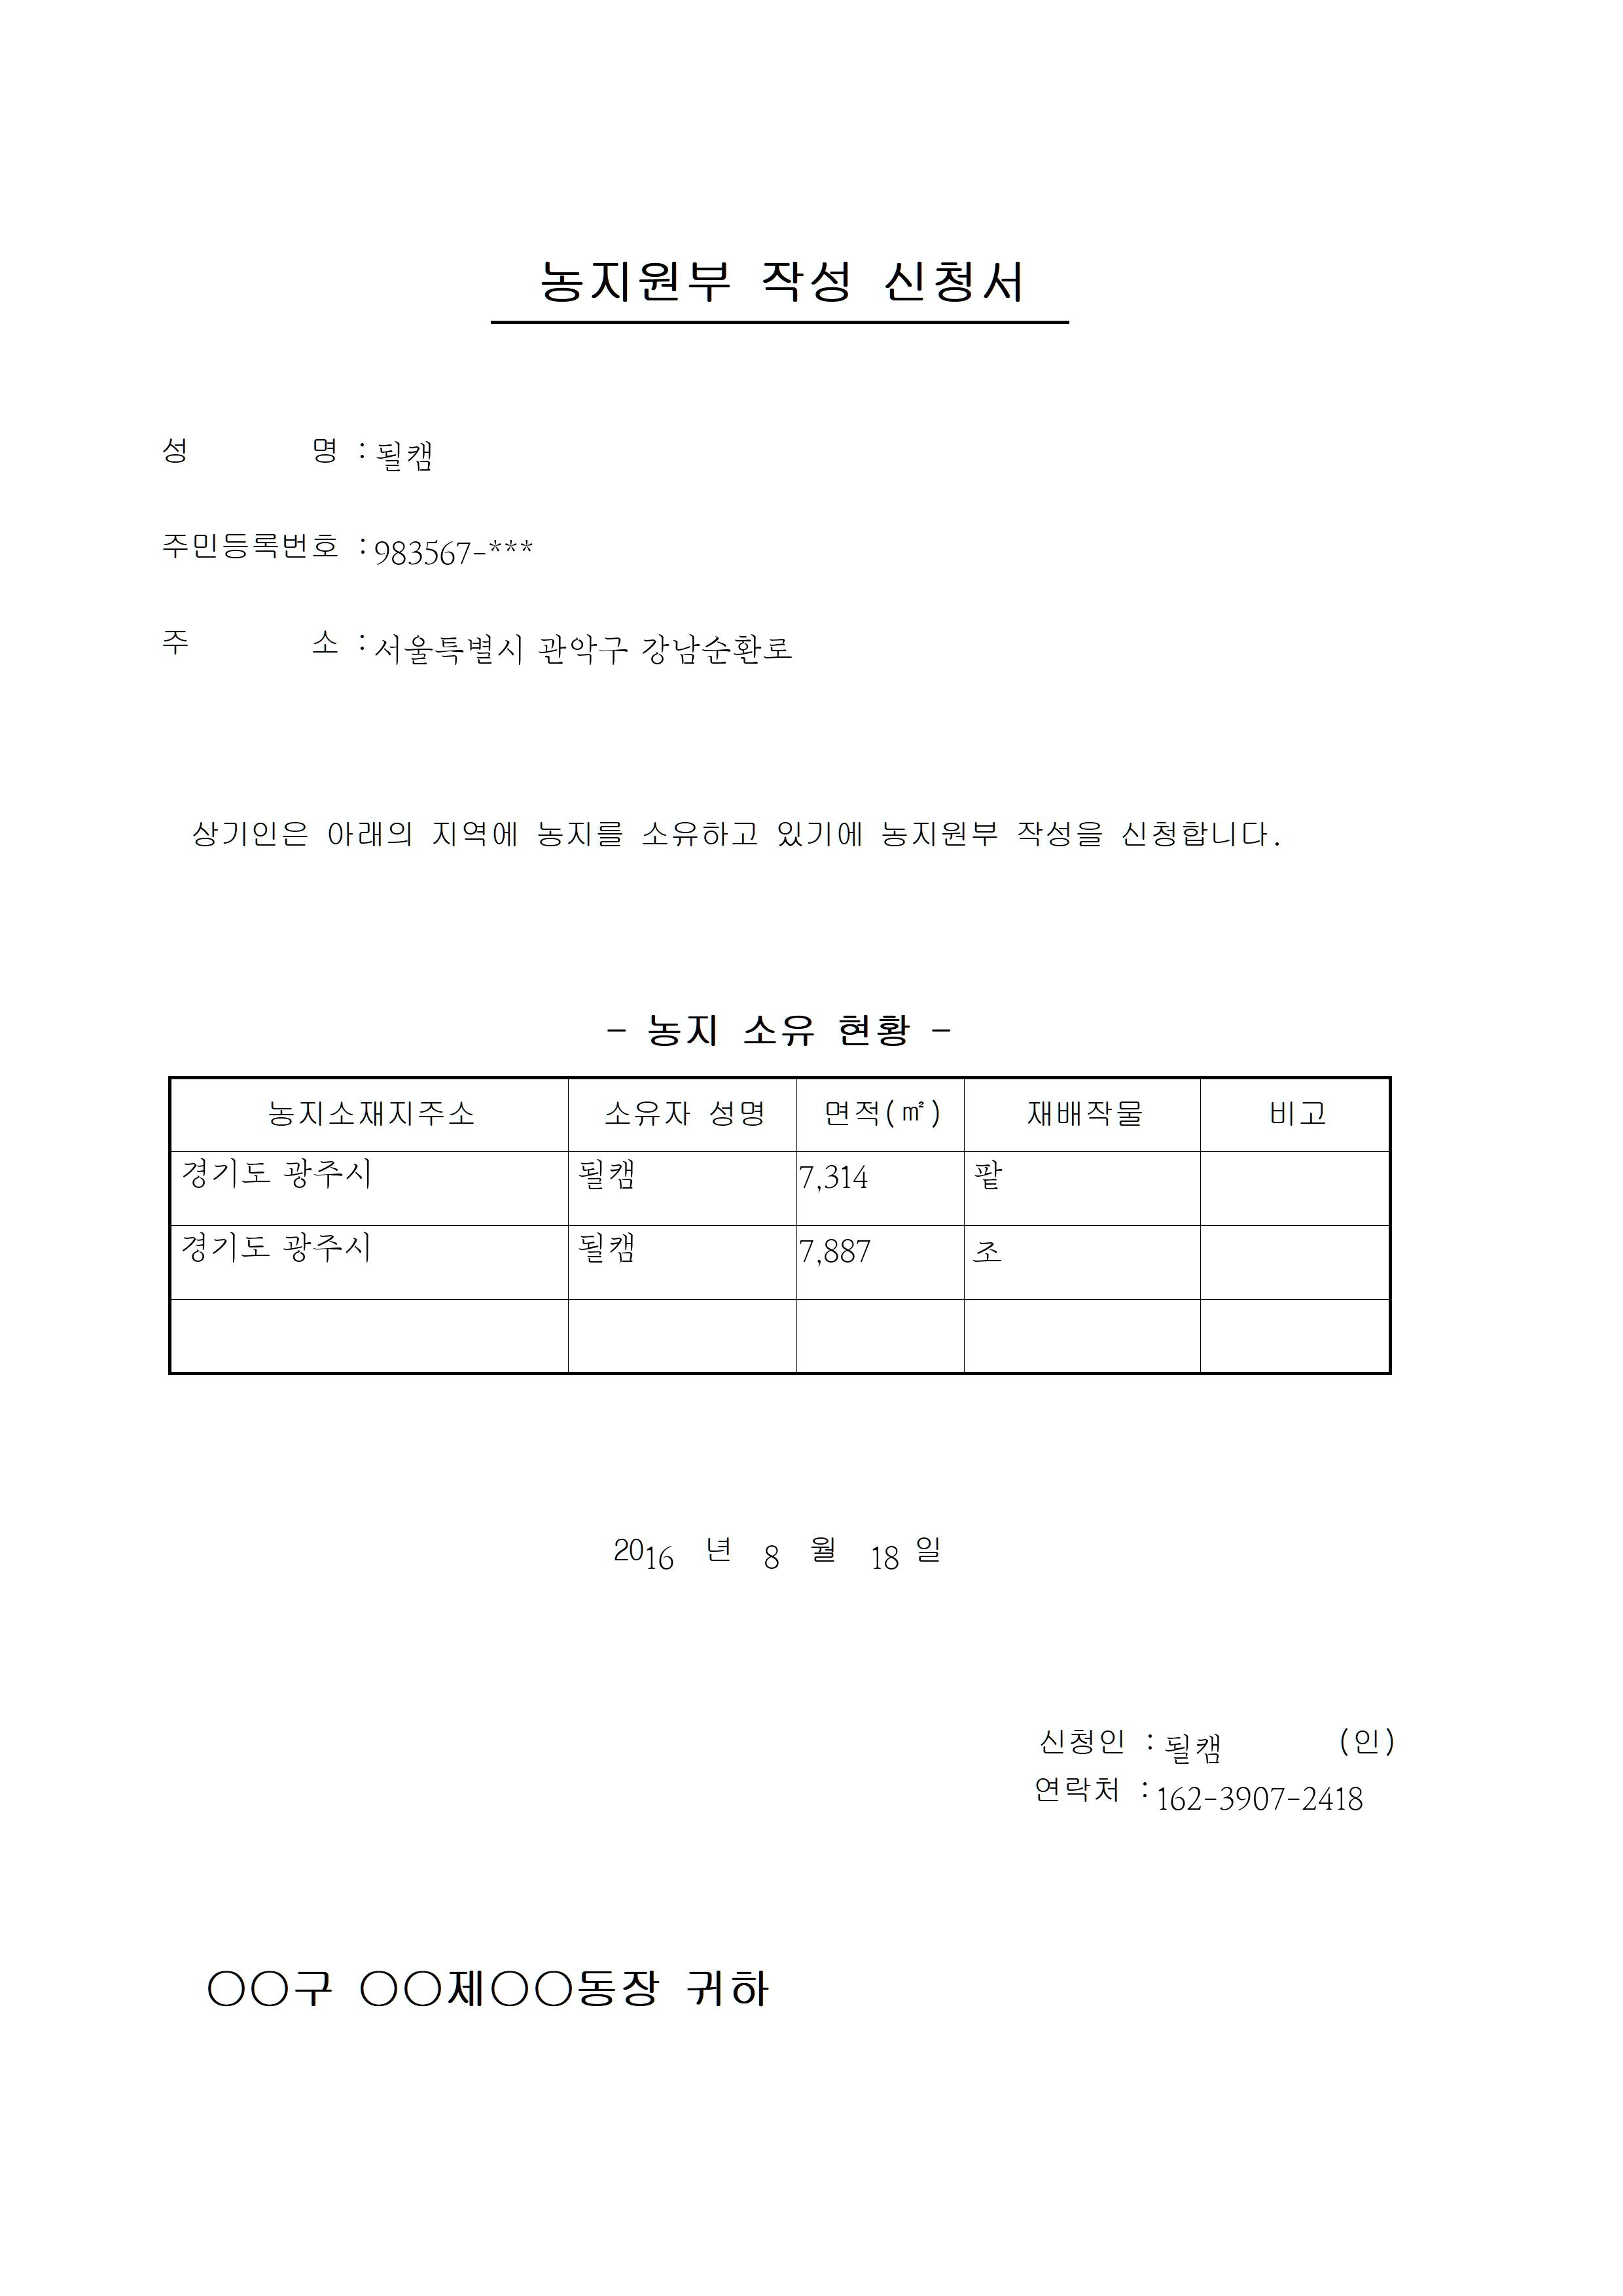 농지원부 작성 신청서
성 명 : 될캠
주민등록번호 : 983567-***
주 소 : 서울특별시 관악구 강남순환로
상기인은 아래의 지역에 농지를 소유하고 있기에 농지원부 작성을 신청합니다.
- 농지 소유 현황 -
농지소재지주소 소유자 성명 면적(㎡) 재배작물 비고
경기도 광주시 될캠 7,314 팥
경기도 광주시 될캠 7,887 조
2016 년 8 월 18 일
신청인 : 될캠 (인)
연락처 : 162-3907-2418
○○구 ○○제○○동장 귀하